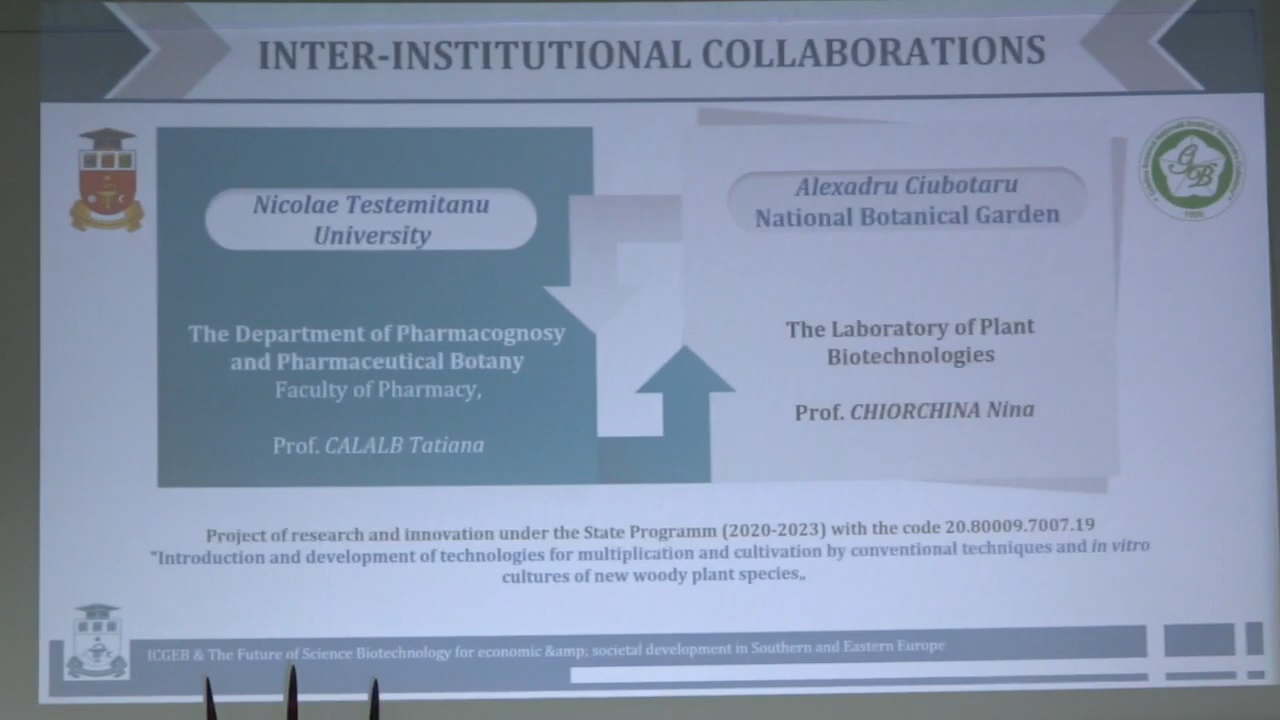 INTER-INSTITUTIONAL COLLABORATIONS
Nicolae Testemitanu
University
The Department of Pharmacognosy
and Pharmaceutical Botany
Faculty of Pharmacy,
Prof. CALALB Tatiana
Alexadru Ciubotaru
National Botanical Garden
The Laboratory of Plant
Biotechnologies
Prof. CHIORCHINA Nina
Project of research and innovation under the State Programm (2020-2023) with the code 20.80009.7007.19
"Introduction and development of technologies for multiplication and cultivation by conventional techniques and in vitro
cultures of new woody plant species„
ICGEB & The Future of Science Biotechnology for economic &amp; societal development in Southern and Eastern Europe